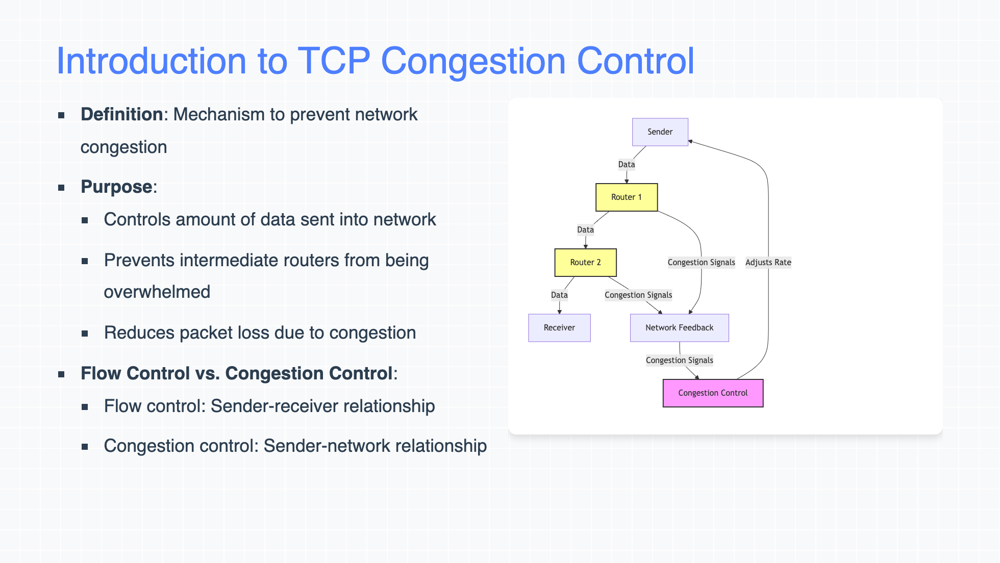 Introduction to TCP Congestion Control
Definition: Mechanism to prevent network
congestion
Purpose:
Controls amount of data sent into network
Prevents intermediate routers from being
overwhelmed
Reduces packet loss due to congestion
Flow Control vs. Congestion Control:
Flow control: Sender-receiver relationship
Congestion control: Sender-network relationship
Sender
Data
Router 1
Data
Router 2
Congestion Signals
Adjusts Rate
Data
Congestion Signals
Receiver
Network Feedback
Congestion Signals
Congestion Control